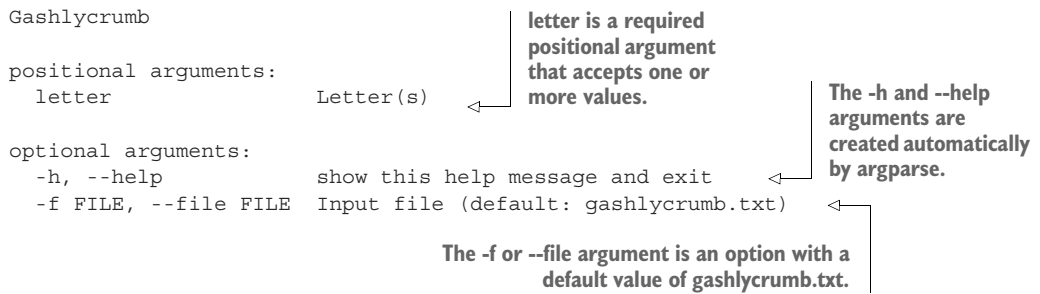 Gashlycrumb
letter is a required
positional argument
that accepts one or
more values.
positional arguments:
letter Letter(s)
The -h and --help
arguments are
created automatically
by argparse.
optional arguments:
-h, --help show this help message and exit
-f FILE, --file FILE Input file (default: gashlycrumb.txt)
The -f or --file argument is an option with a
default value of gashlycrumb.txt.